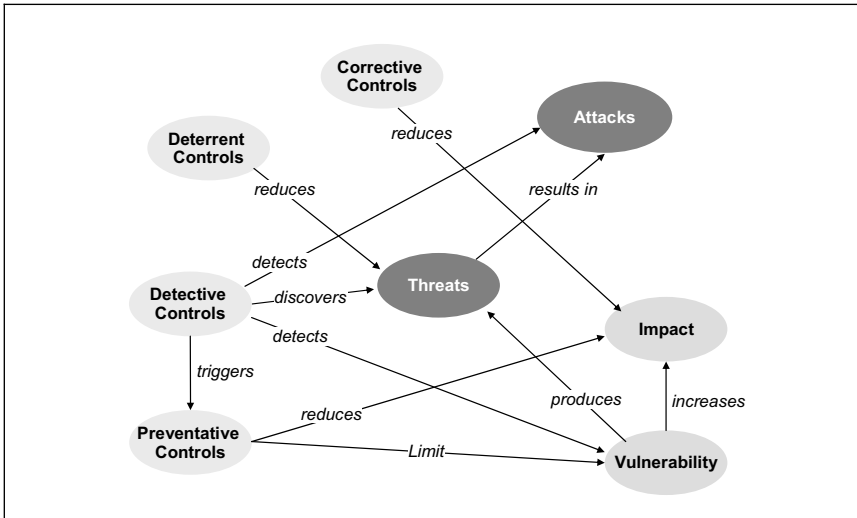 Corrective
Controls
Attacks
reduces
Deterrent
Controls
reduces
results in
detects
Threats
Detective
Controls
discovers
Impact
detects
triggers
produces
increases
reduces
Preventative
Controls
Limit
Vulnerability